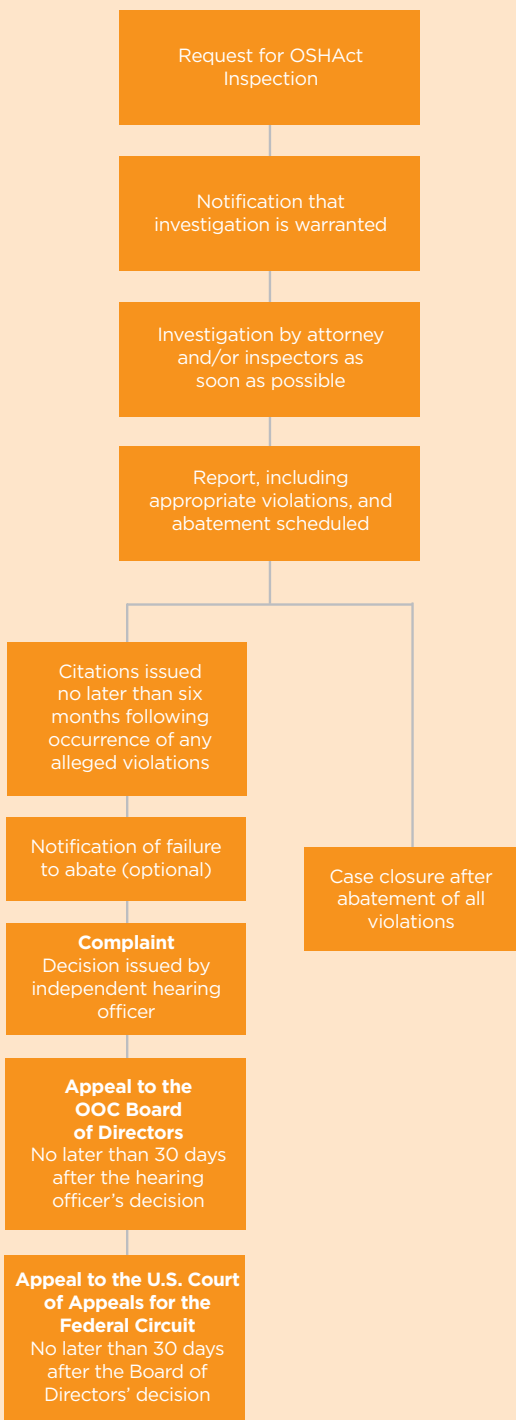 Request for OSHAct
Inspection
Notification that
investigation is warranted
Investigation by attorney
and/or inspectors as
soon as possible
Report, including
appropriate violations, and
abatement scheduled
Citations issued
no later than six
months following
occurrence of any
alleged violations
Notification of failure
to abate (optional)
Case closure after
abatement of all
violations
Complaint
Decision issued by
independent hearing
officer
Appeal to the
OOC Board
of Directors
No later than 30 days
after the hearing
officer’s decision
Appeal to the U.S. Court
of Appeals for the
Federal Circuit
No later than 30 days
after the Board of
Directors’ decision